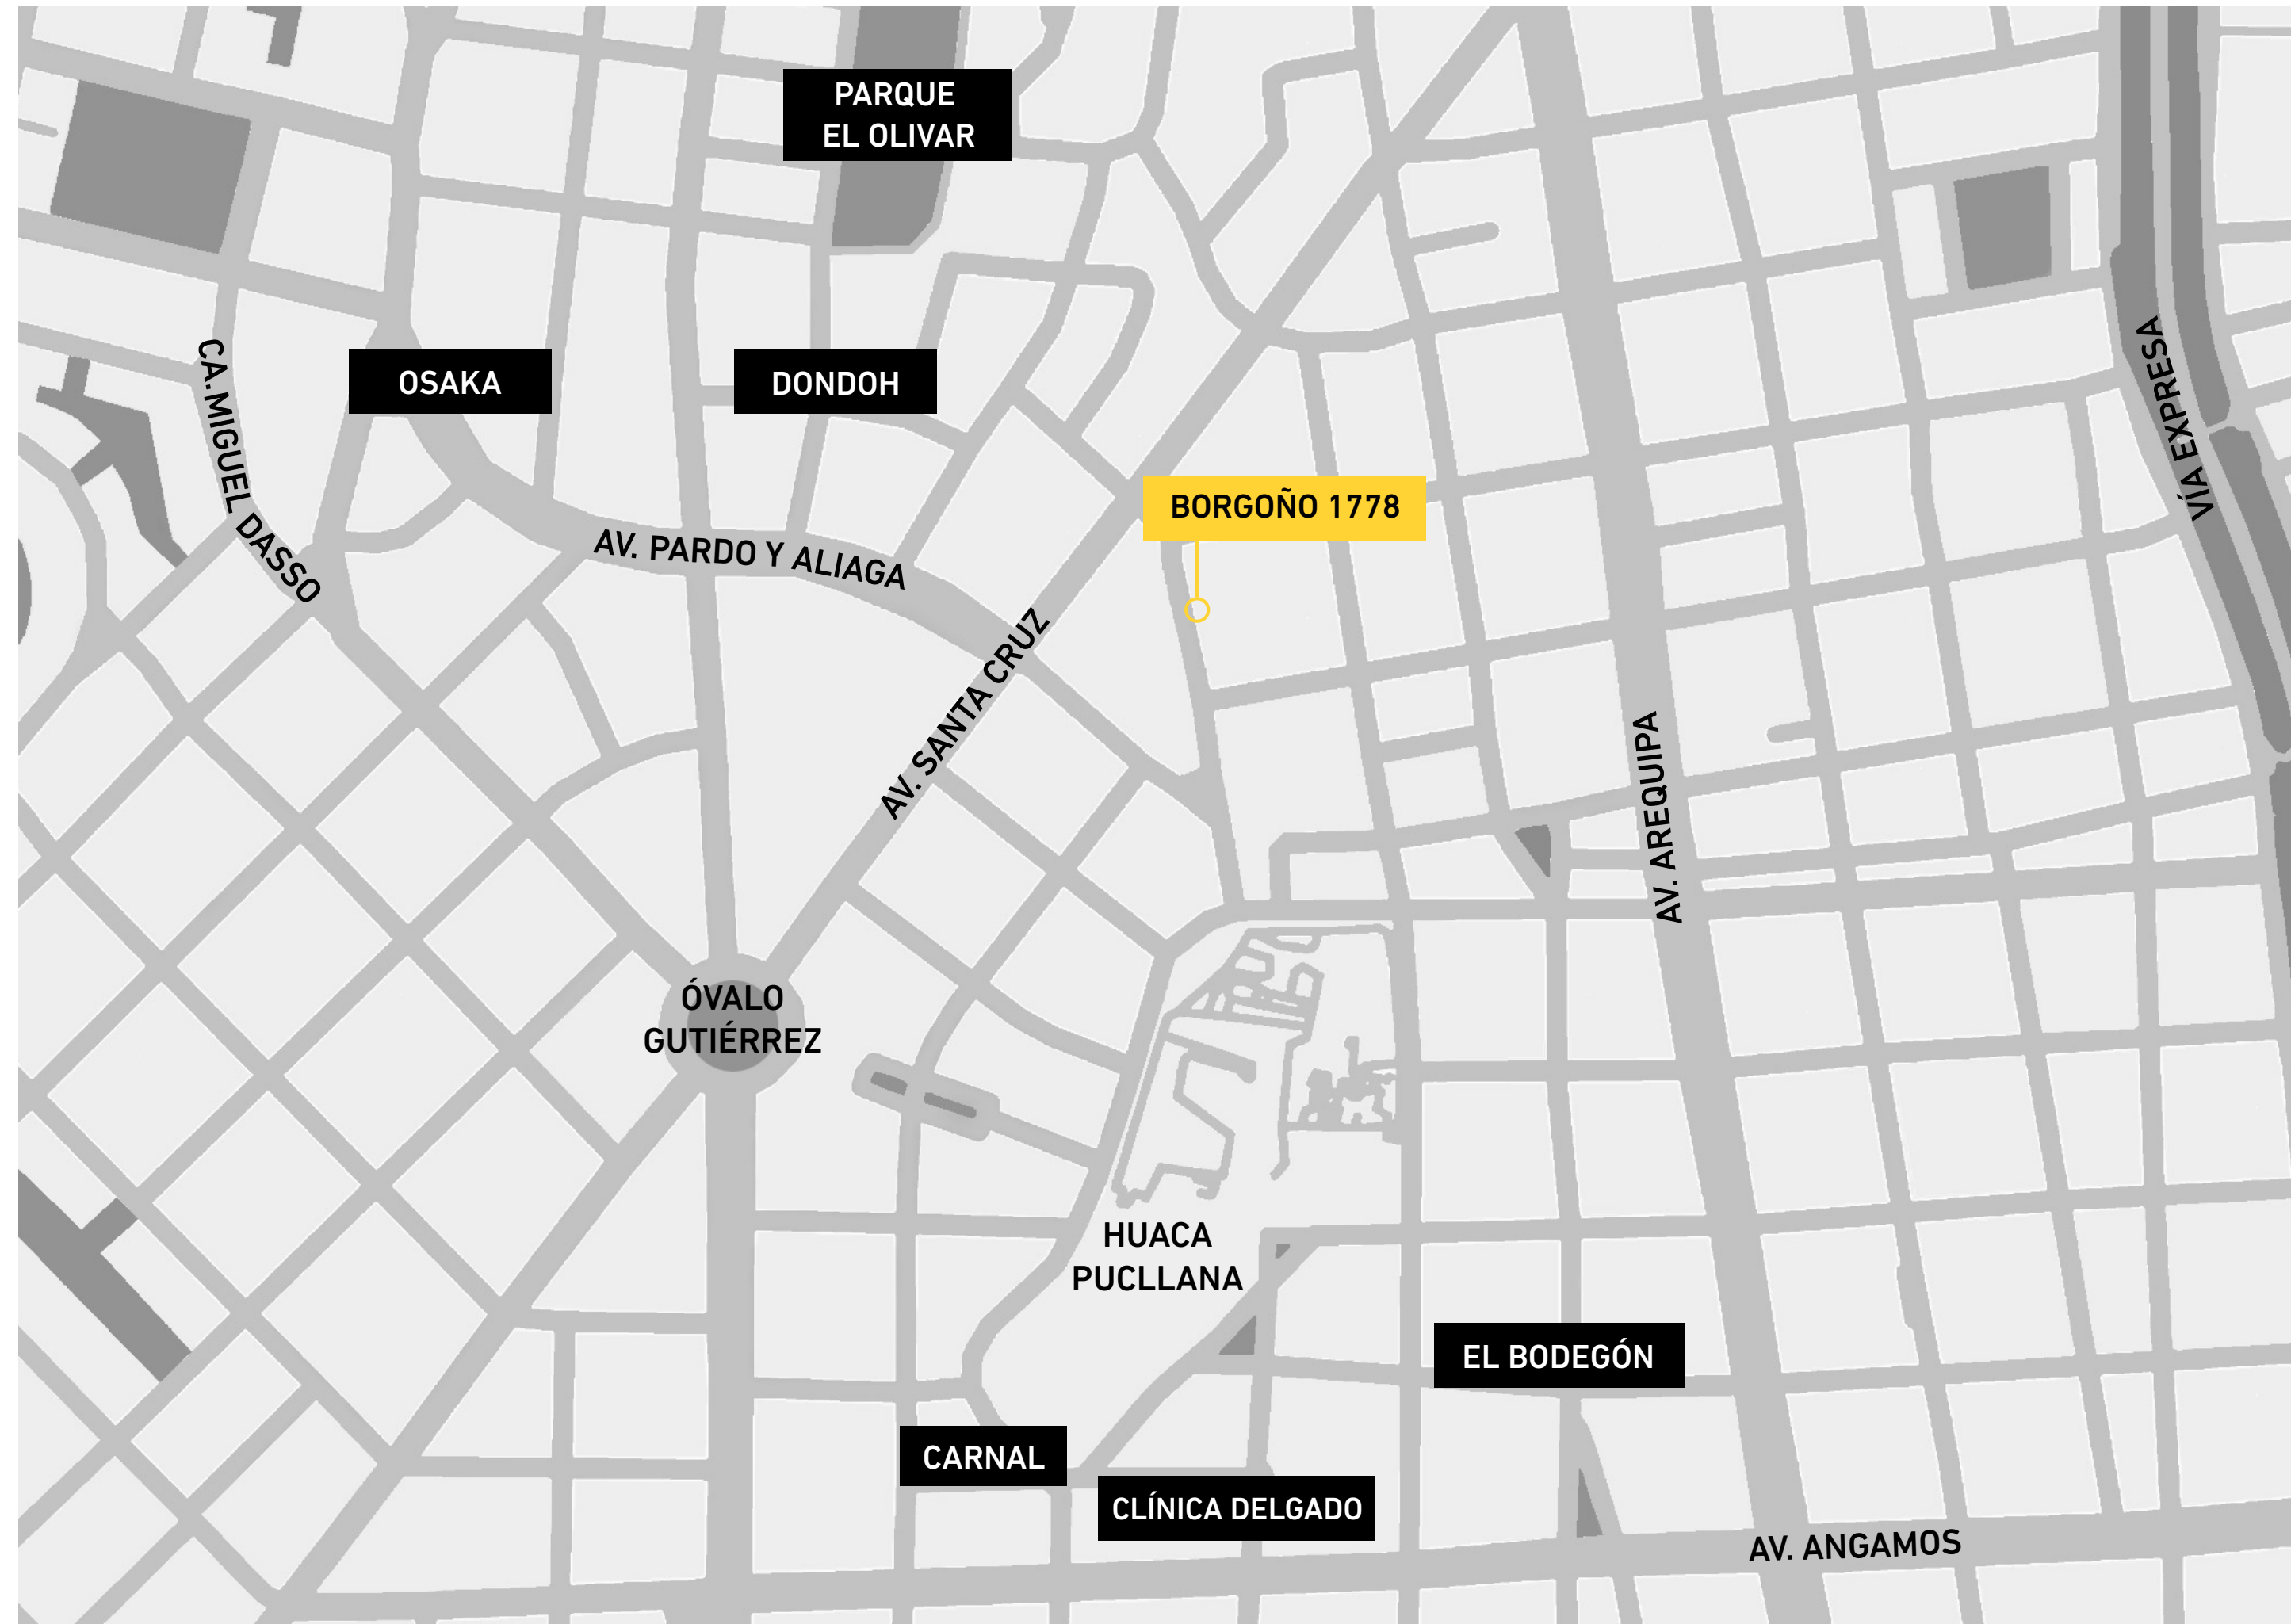 PARQUE
EL OLIVAR
CA.MIGUEL DASSO
OSAKA
DONDOH
VÍA EXPRESA
BORGOÑO 1778
AV. PARDO Y ALIAGA
AV. SANTA CRUZ
AV. AREQUIPA
ÓVALO
GUTIÉRREZ
HUACA
PUCLLANA
EL BODEGÓN
CARNAL
CLÍNICA DELGADO
AV. ANGAMOS